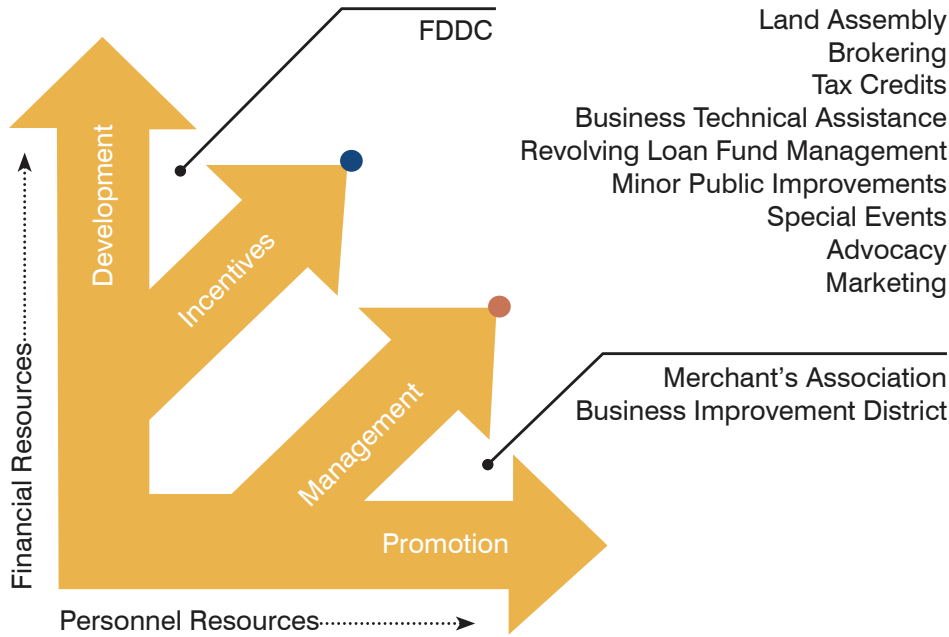 FDDC
Land Assembly
Brokering
Tax Credits
Business Technical Assistance
Revolving Loan Fund Management
Minor Public Improvements
Special Events
Advocacy
Marketing
Merchant’s Association
Business Improvement District
Development
Incentives
Management
Promotion
Financial Resources
Personnel Resources